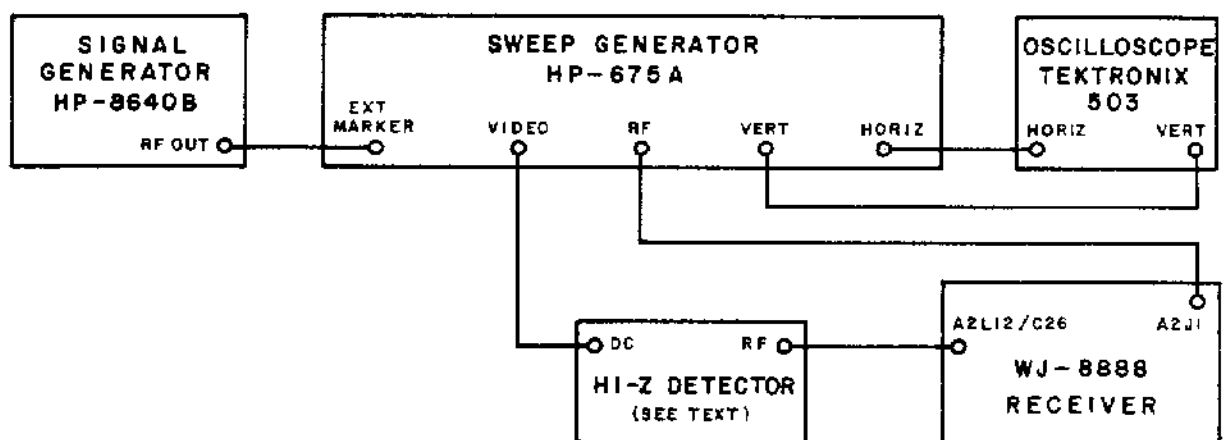 SIGNAL
GENERATOR
HP-8640B
RF OUT
SWEEP GENERATOR
HP-675A
EXT
MARKER
VIDEO
RF
VERT
HORIZ
OSCILLOSCOPE
TEKTRONIX
503
HORIZ
VERT
DC
RF
HI-Z DETECTOR
(SEE TEXT)
A2L12/C26
A2J1
WJ-8888
RECEIVER